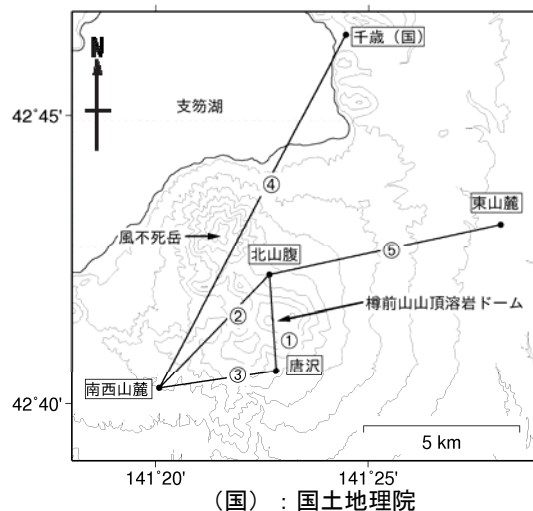 N
千歳（国）
42˚45'
支笏湖
④
東山麓
風不死岳
北山腹
⑤
②
樽前山山頂溶岩ドーム
①
唐沢
③
南西山麓
42˚40'
5 km
141˚20'
141˚25'
（国）：国土地理院